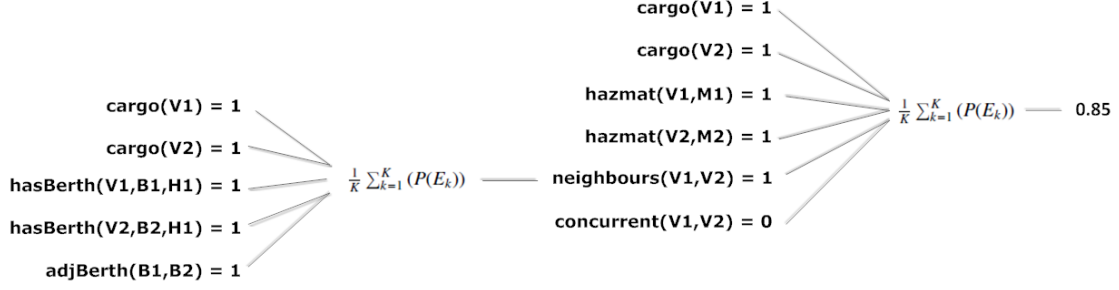 cargo(V1) = 1
cargo(V2) = 1
hasBerth(V1,B1,H1) = 1
hasBerth(V2,B2,H1) = 1
adjBerth(B1,B2) = 1
1/K ∑_{k=1}^{K} (P(E_k))
cargo(V1) = 1
cargo(V2) = 1
hazmat(V1,M1) = 1
hazmat(V2,M2) = 1
neighbours(V1,V2) = 1
concurrent(V1,V2) = 0
1/K ∑_{k=1}^{K} (P(E_k))
0.85